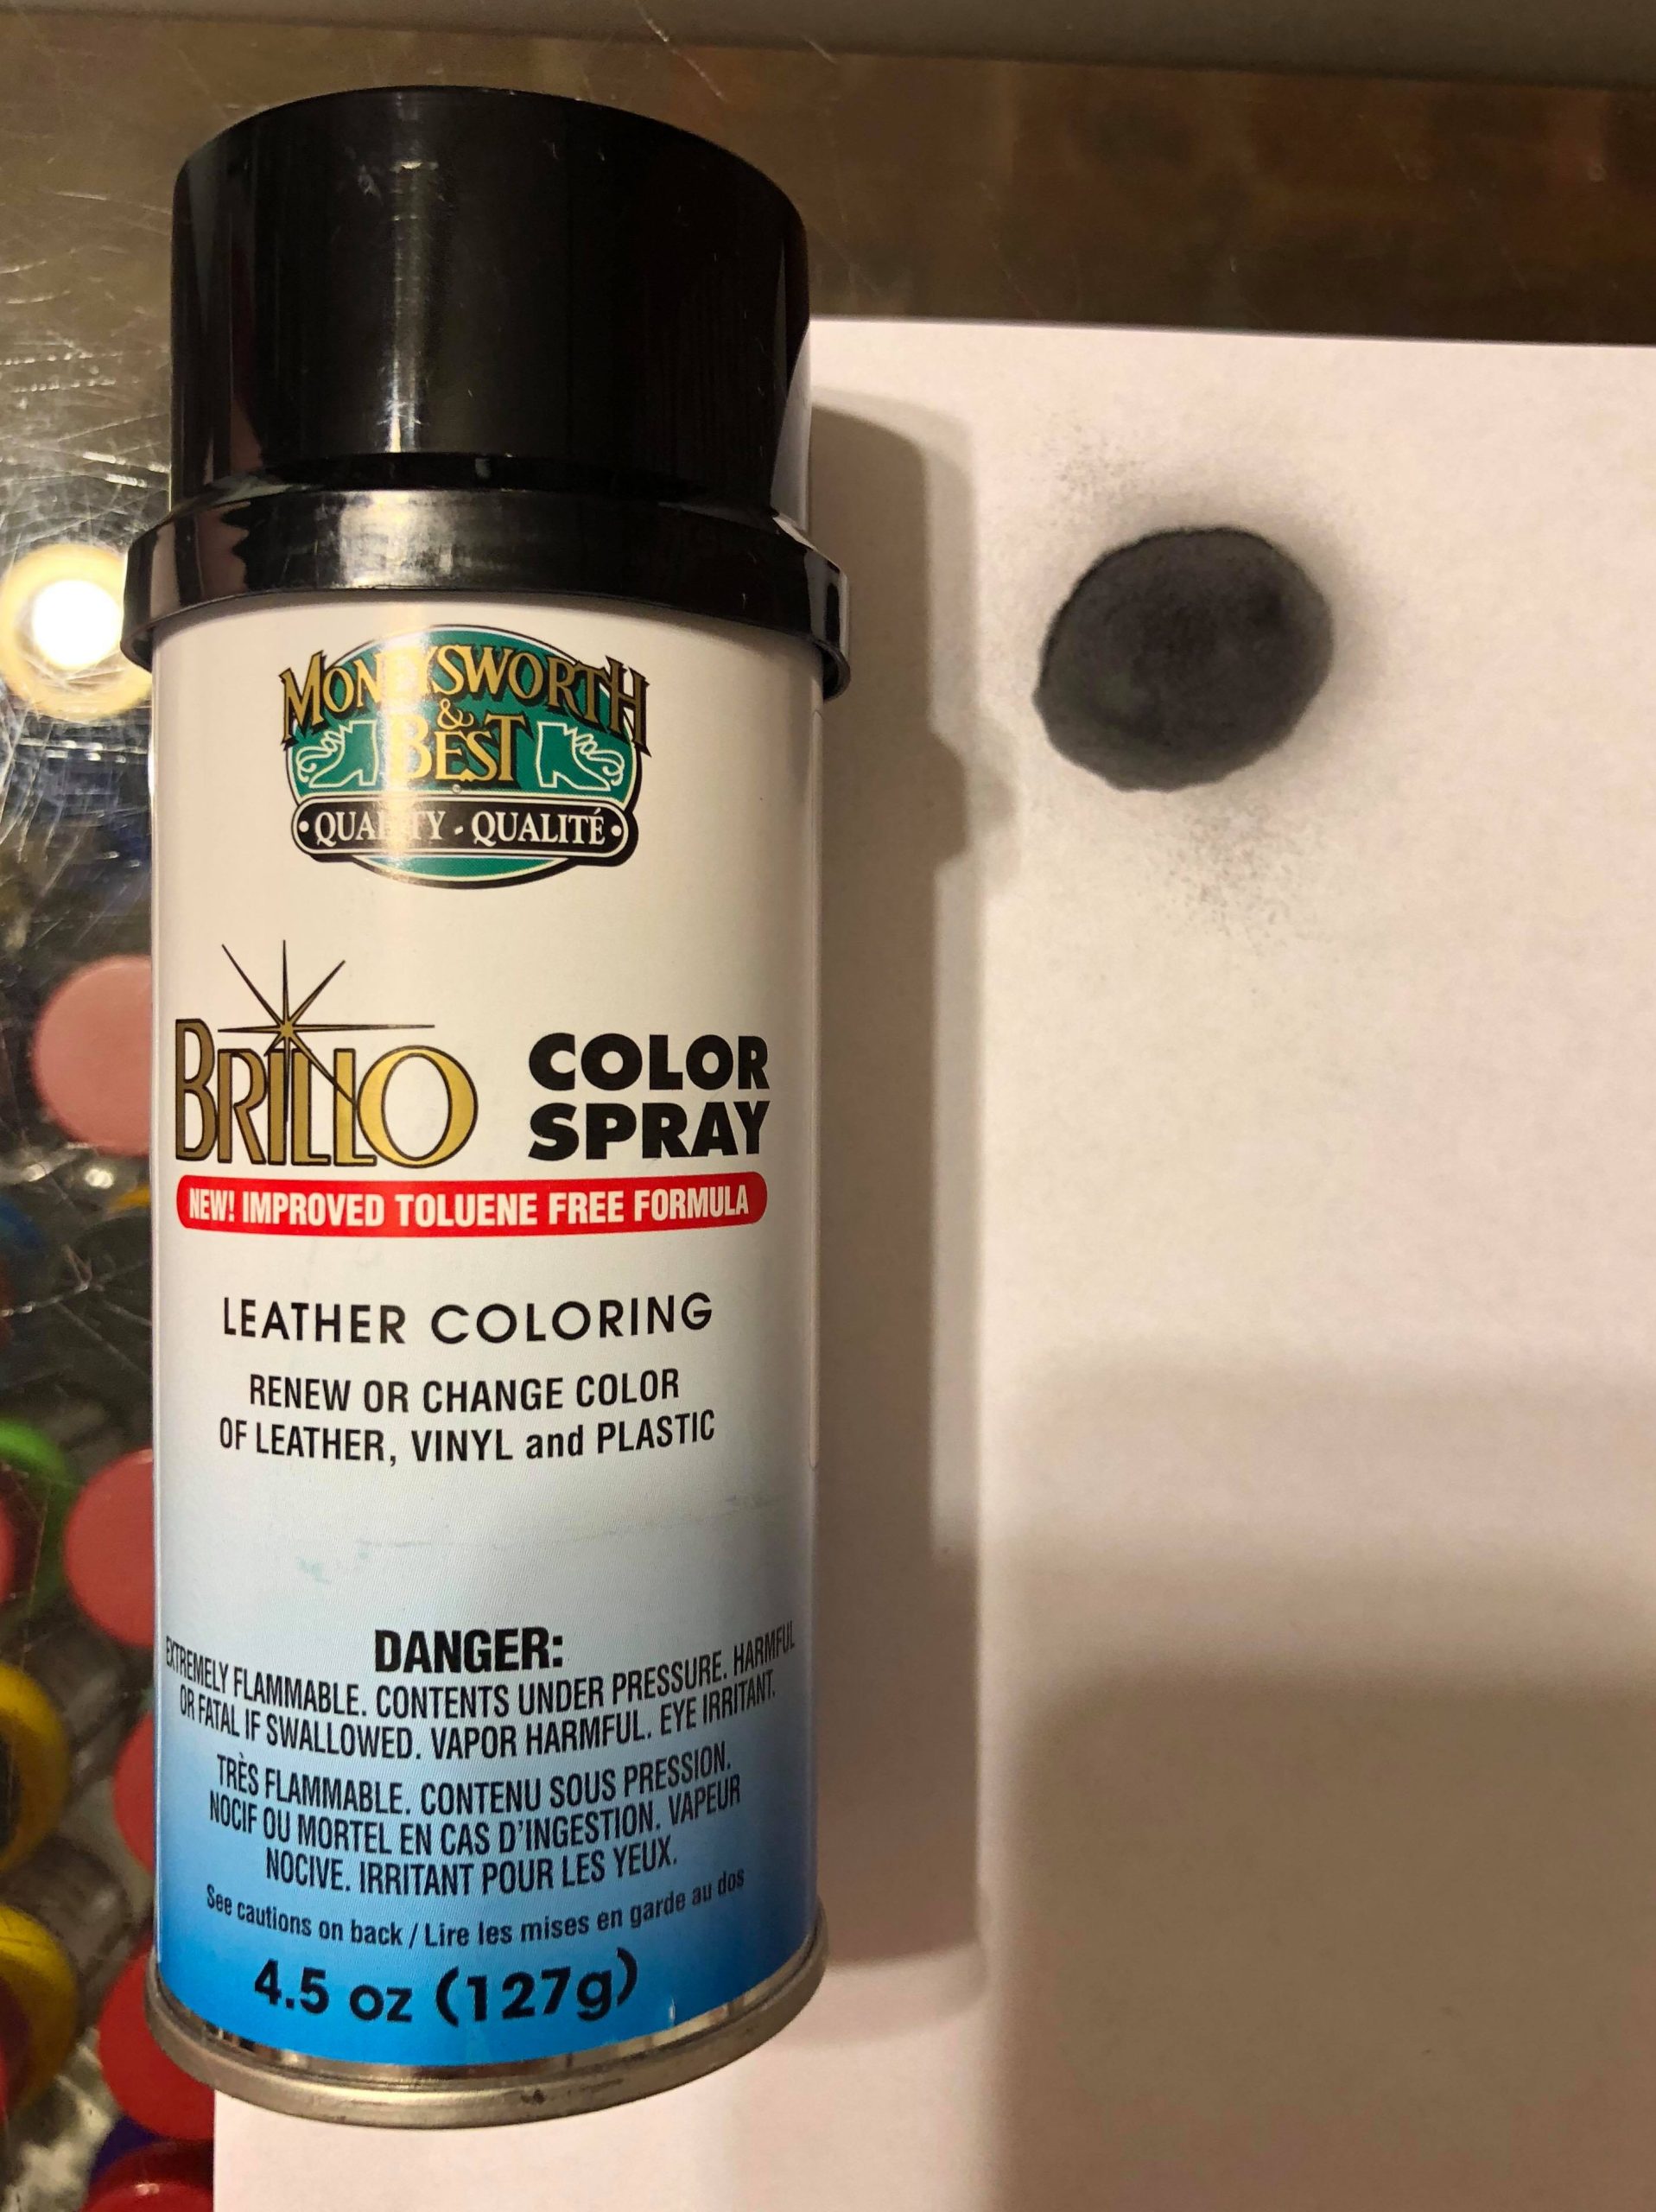 MONEYSWORTH
&
BEST
• QUALITY - QUALITÉ •
BRILLO
COLOR
SPRAY
NEW! IMPROVED TOLUENE FREE FORMULA
LEATHER COLORING
RENEW OR CHANGE COLOR
OF LEATHER, VINYL and PLASTIC
DANGER:
EXTREMELY FLAMMABLE. CONTENTS UNDER PRESSURE. HARMFUL
OR FATAL IF SWALLOWED. VAPOR HARMFUL. EYE IRRITANT.
TRÈS FLAMMABLE. CONTENU SOUS PRESSION.
NOCIF OU MORTEL EN CAS D'INGESTION. VAPEUR
NOCIVE. IRRITANT POUR LES YEUX.
See cautions on back / Lire les mises en garde au dos
4.5 oz (127g)